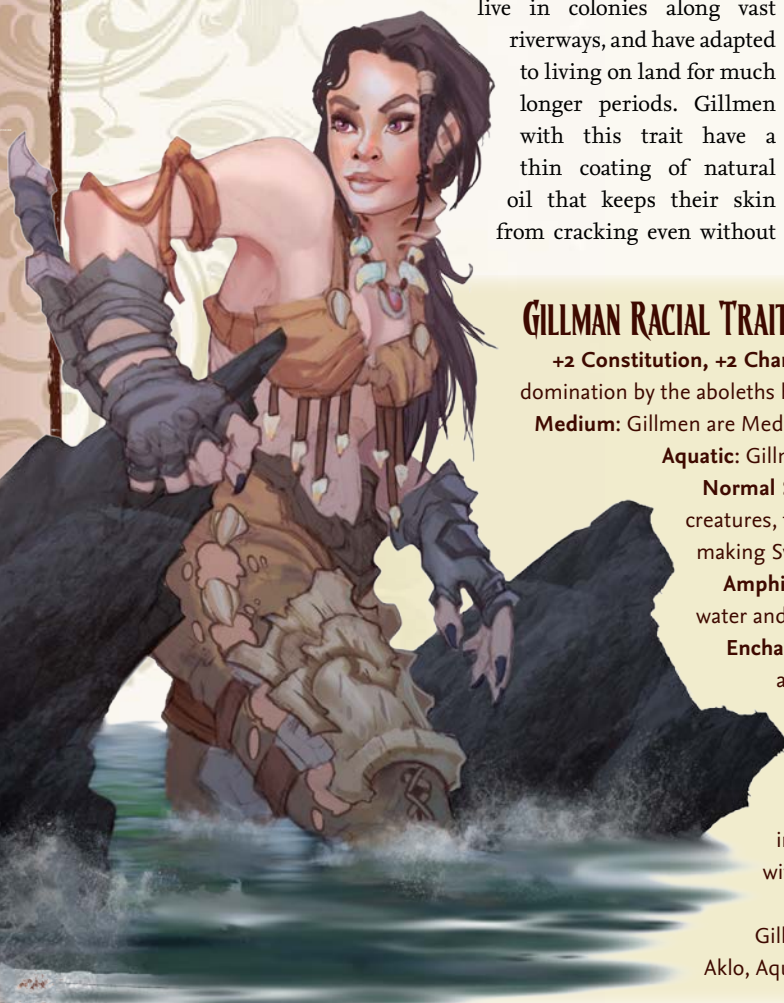 live in colonies along vast
riverways, and have adapted
to living on land for much
longer periods. Gillmen
with this trait have a
thin coating of natural
oil that keeps their skin
from cracking even without
GILLMAN RACIAL TRAIT
+2 Constitution, +2 Char
domination by the aboleths
Medium: Gillmen are Med
Aquatic: Gillm
Normal
creatures,
making S
Amphi
water and
Encha
a
wi
Gill
Aklo, Aqu